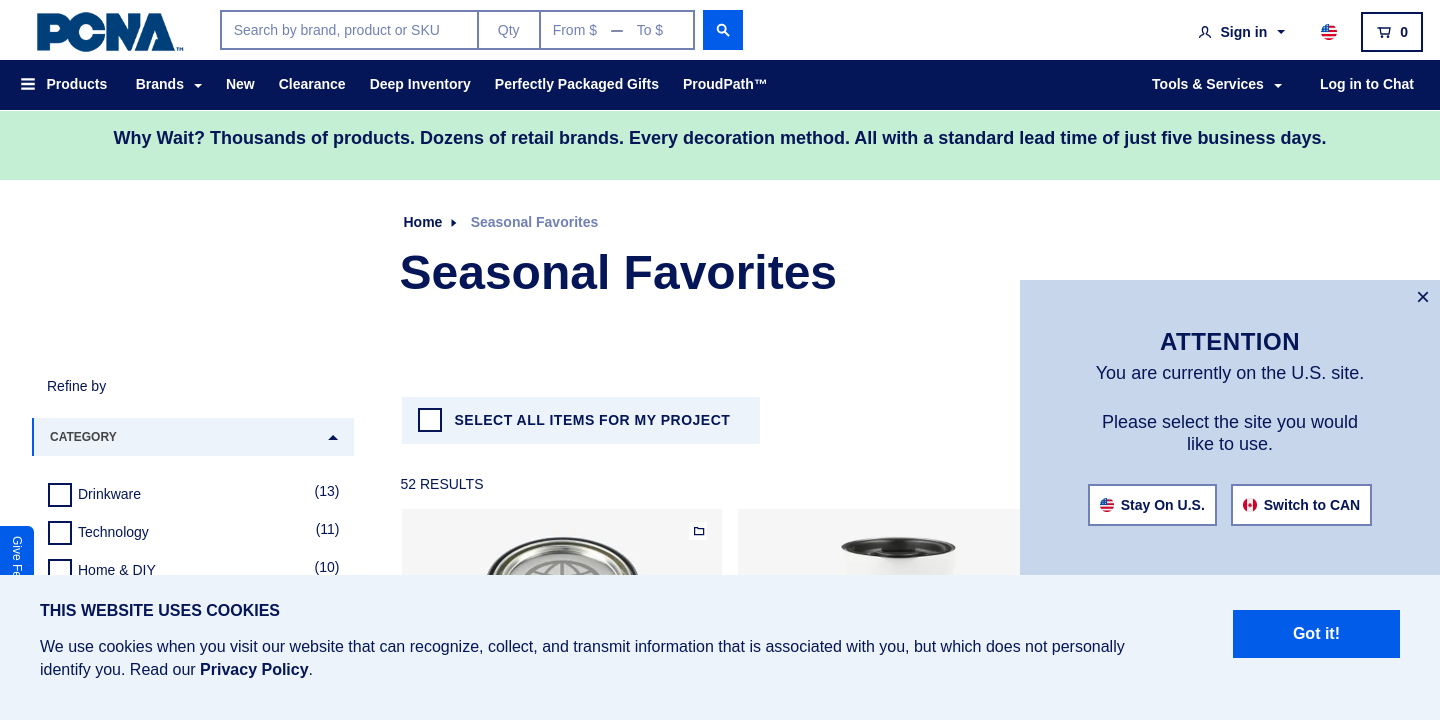 PCNA™
Search by brand, product or SKU
Qty
From $ — To $
Sign in
0
Products
Brands
New
Clearance
Deep Inventory
Perfectly Packaged Gifts
ProudPath™
Tools & Services
Log in to Chat
Why Wait? Thousands of products. Dozens of retail brands. Every decoration method. All with a standard lead time of just five business days.
Home
Seasonal Favorites
Seasonal Favorites
Refine by
CATEGORY
Drinkware (13)
Technology (11)
Home & DIY (10)
SELECT ALL ITEMS FOR MY PROJECT
52 RESULTS
ATTENTION
You are currently on the U.S. site.
Please select the site you would
like to use.
Stay On U.S.
Switch to CAN
Give
THIS WEBSITE USES COOKIES
We use cookies when you visit our website that can recognize, collect, and transmit information that is associated with you, but which does not personally
identify you. Read our Privacy Policy.
Got it!